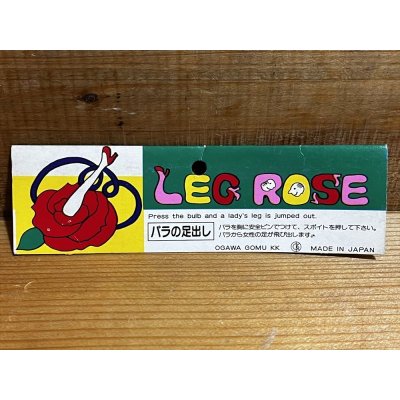 LEG ROSE
Press the bulb and a lady's leg is jumped out.
バラの足出し
バラを胸に安全ピンでつけて、スポイトを押して下さい。
バラから女性の足が飛び出します。
OGAWA GOMU KK MADE IN JAPAN